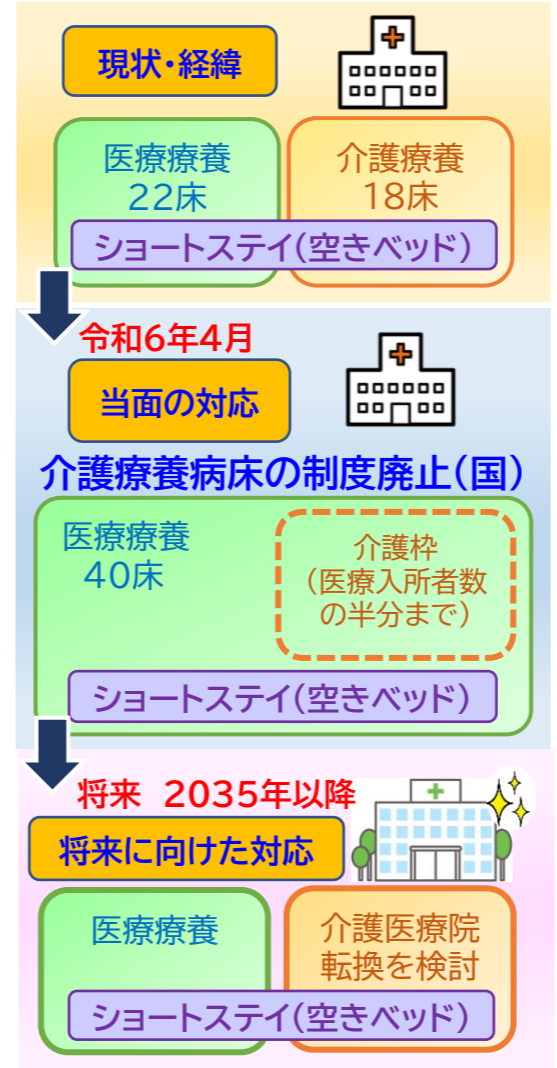 現状・経緯
医療療養
22床
介護療養
18床
ショートステイ(空きベッド)
令和6年4月
当面の対応
介護療養病床の制度廃止(国)
医療療養
40床
介護枠
(医療入所者数
の半分まで)
ショートステイ(空きベッド)
将来 2035年以降
将来に向けた対応
医療療養
介護医療院
転換を検討
ショートステイ(空きベッド)